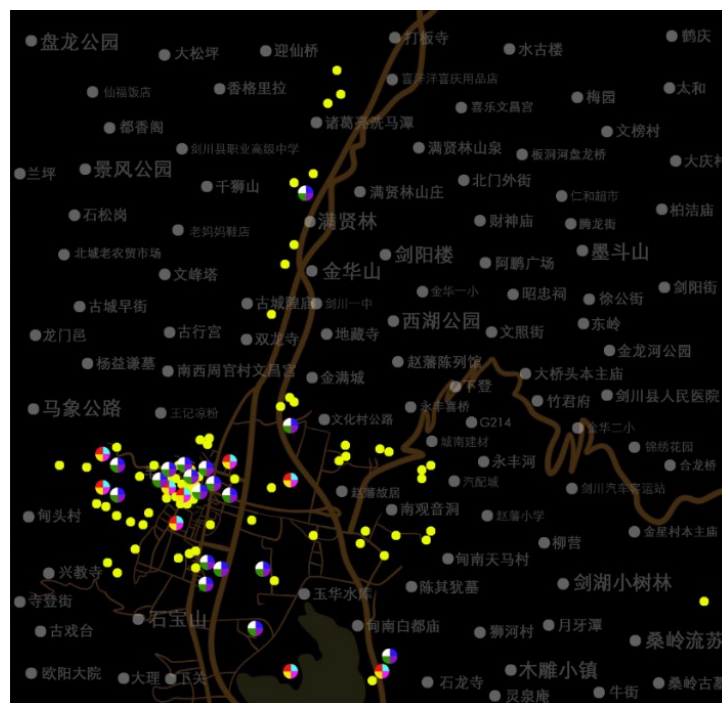 盘龙公园
大松坪
迎仙桥
打板寺
水古楼
鹤庆
仙福饭店
香格里拉
喜洋洋喜庆用品店
喜乐文昌宫
梅园
太和
都香阁
诸葛亮洗马潭
文榜村
剑川县职业高级中学
满贤林山泉
板洞河盘龙桥
大庆村
兰坪
景风公园
千狮山
满贤林山庄
北门外街
仁和超市
石松岗
老妈妈鞋店
满贤林
财神庙
腾龙街
柏洁庙
北城老农贸市场
文峰塔
金华山
剑阳楼
阿鹏广场
墨斗山
古城早街
古城隍庙
剑川一中
金华一小
昭忠祠
徐公街
剑阳街
龙门邑
古行宫
双龙寺
地藏寺
西湖公园
文照街
东岭
金龙河公园
杨益谦墓
南西周官村文昌宫
金满城
赵藩陈列馆
下登
大桥头本主庙
马象公路
王记凉粉
文化村公路
永丰喜桥
G214
竹君府
剑川县人民医院
金华二小
城南建材
锦绣花园
永丰河
合龙桥
赵藩故居
汽配城
剑川汽车客运站
甸头村
南观音洞
赵藩小学
柳营
金星村本主庙
兴教寺
甸南天马村
玉华水库
陈其犹墓
剑湖小树林
寺登街
石宝山
古戏台
甸南白都庙
狮河村
月牙潭
桑岭流苏
欧阳大院
大理
下关
石龙寺
木雕小镇
灵泉庵
牛街
桑岭古墓